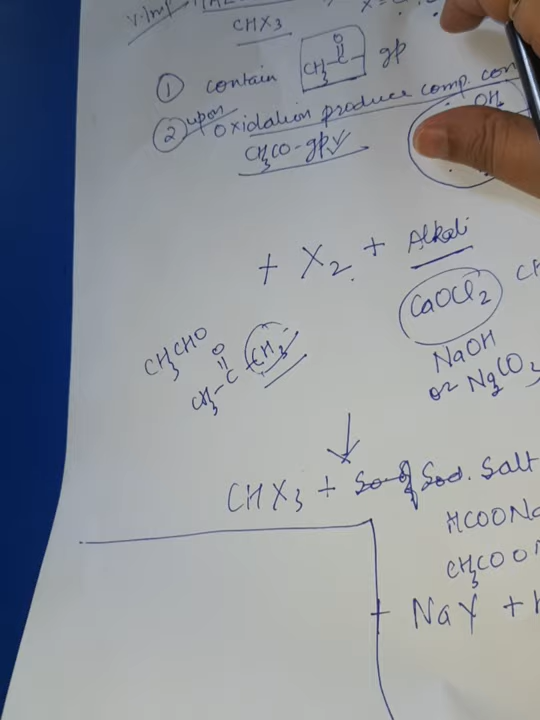 V.Imp
CHX3
① contain CH3-C- gp
O
② upon Oxidation produce comp. con
CH3CO-gp
OH
+ X2 + Alkali
CaOCl2
CH3CHO
O
CH3-C-CH3
NaOH
or Na2CO3
CHX3 + Salt
HCOONa
CH3COO
+ NaX +